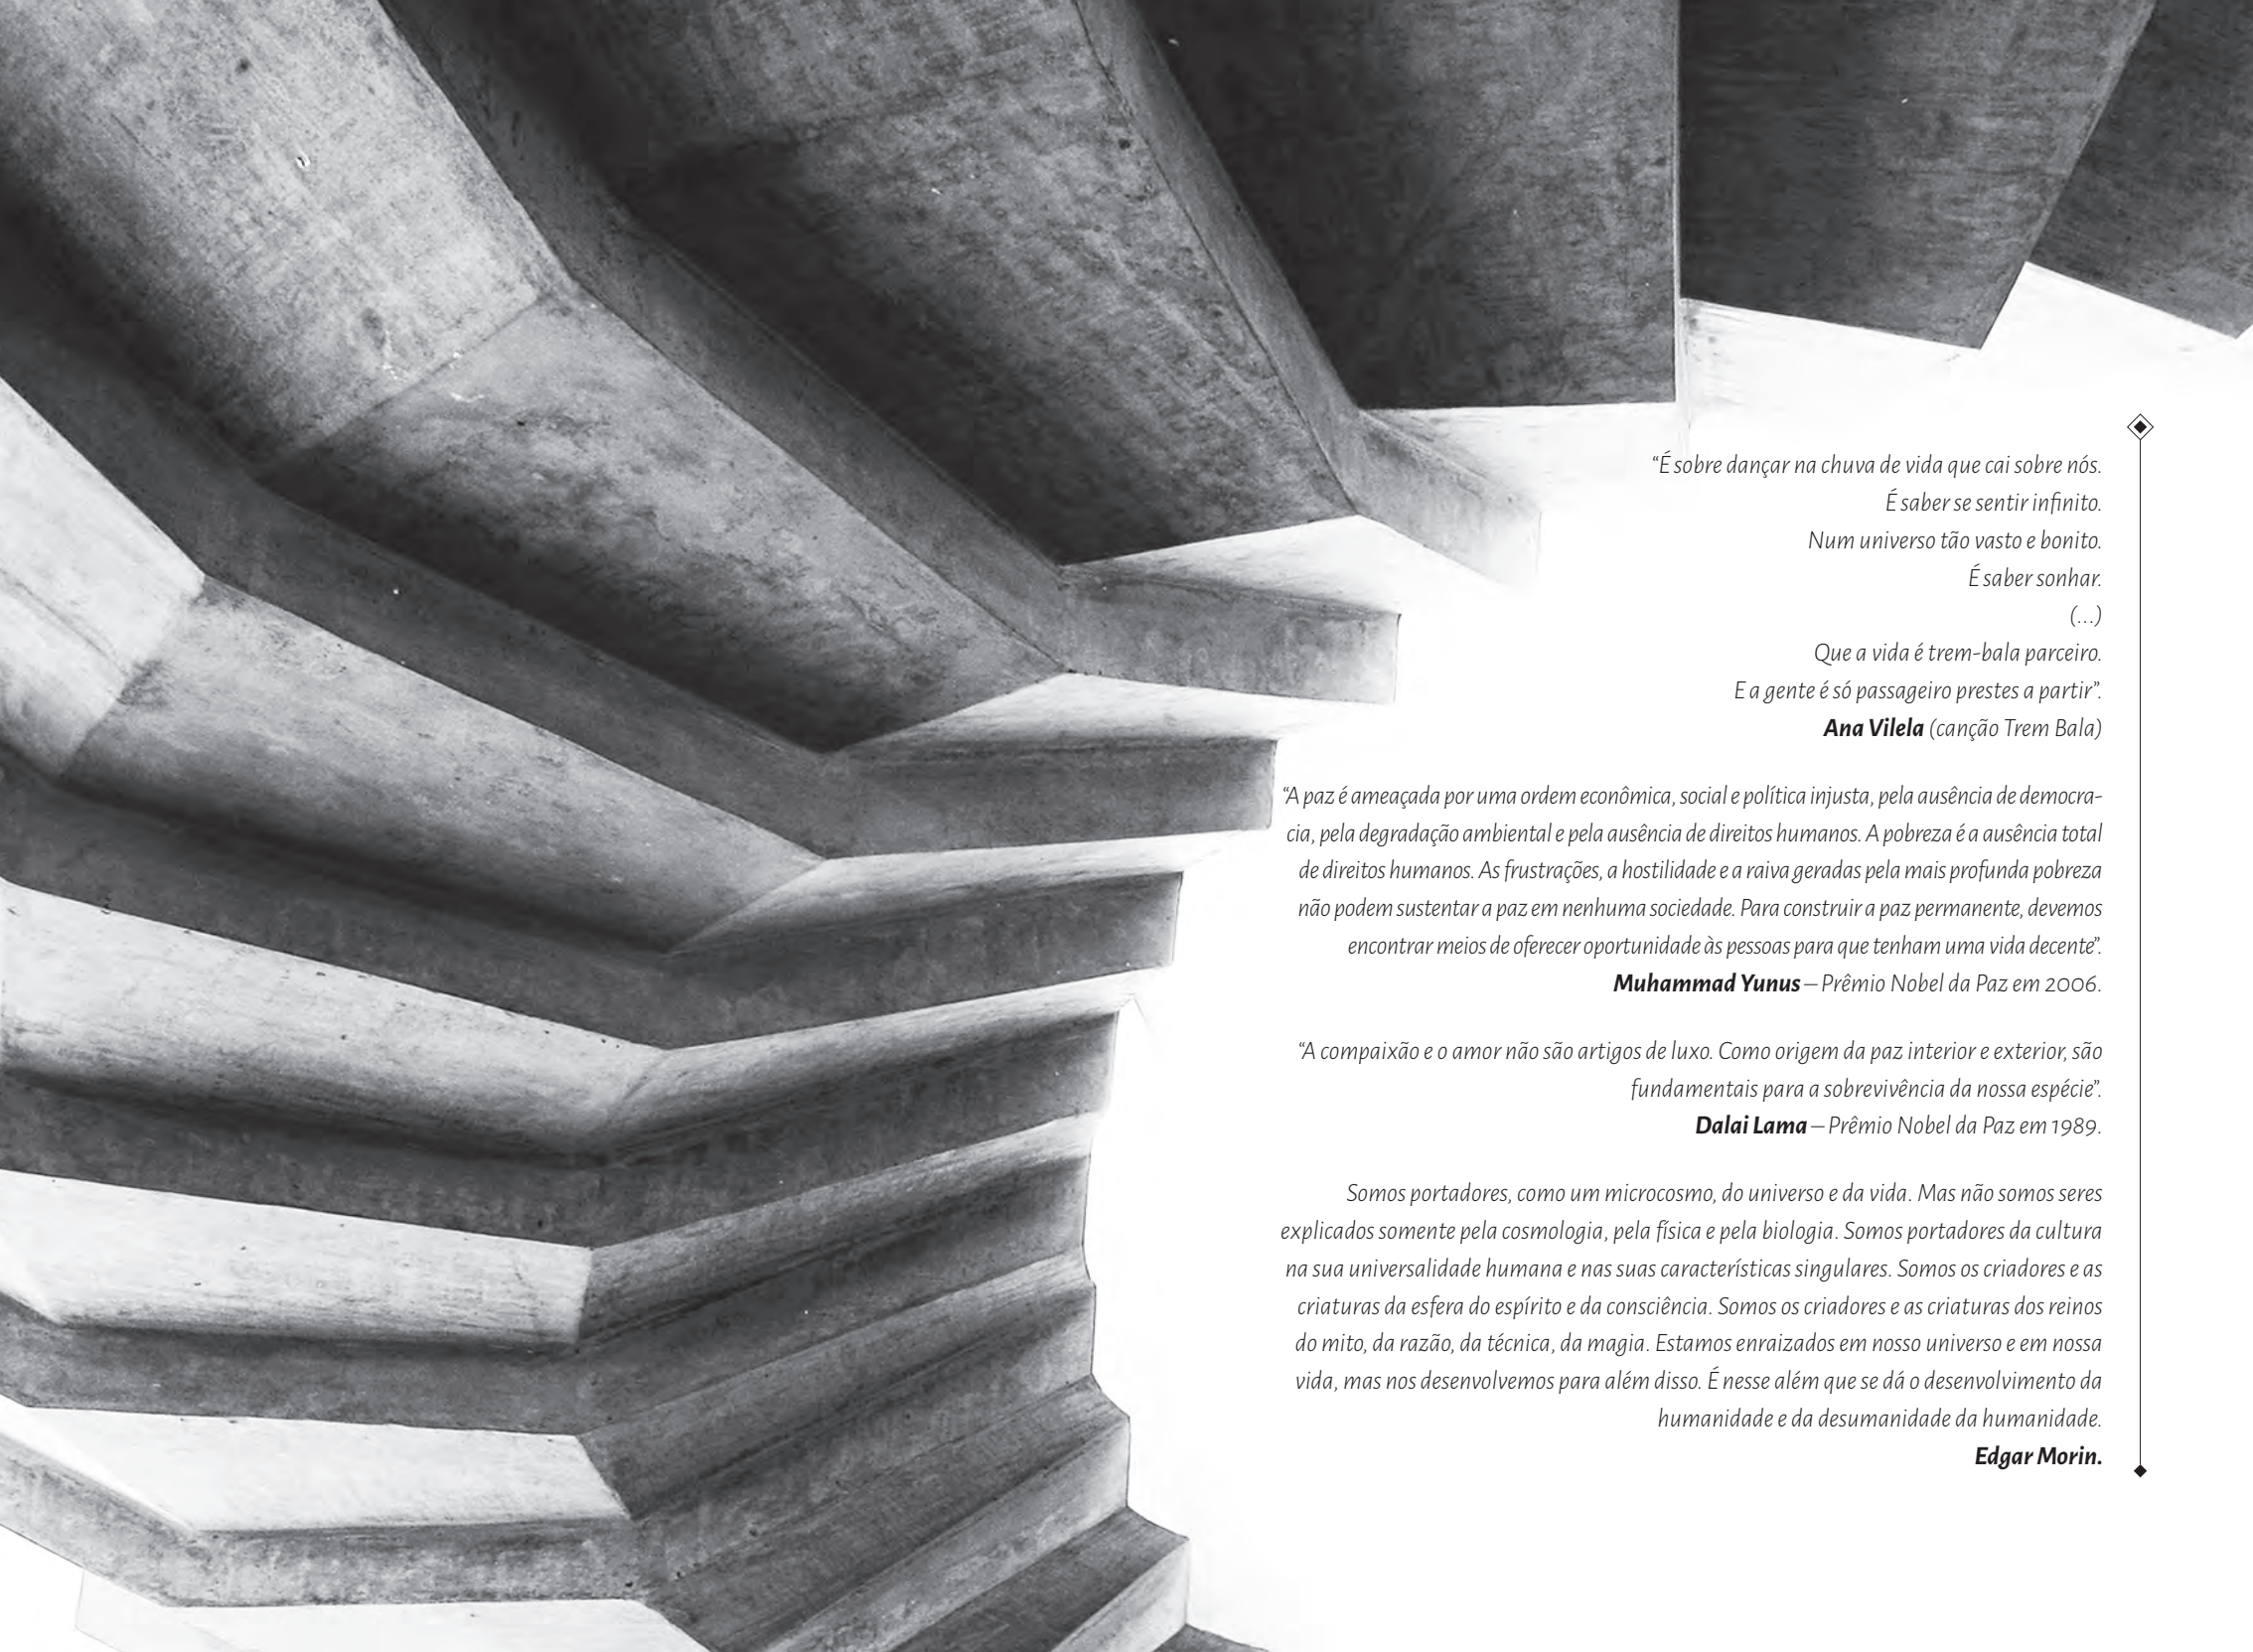 “É sobre dançar na chuva de vida que cai sobre nós.
É saber se sentir infinito.
Num universo tão vasto e bonito.
É saber sonhar.
(...)
Que a vida é trem-bala parceiro.
E a gente é só passageiro prestes a partir”.
Ana Vilela (canção Trem Bala)
“A paz é ameaçada por uma ordem econômica, social e política injusta, pela ausência de democra-
cia, pela degradação ambiental e pela ausência de direitos humanos. A pobreza é a ausência total
de direitos humanos. As frustrações, a hostilidade e a raiva geradas pela mais profunda pobreza
não podem sustentar a paz em nenhuma sociedade. Para construir a paz permanente, devemos
encontrar meios de oferecer oportunidade às pessoas para que tenham uma vida decente”.
Muhammad Yunus – Prêmio Nobel da Paz em 2006.
“A compaixão e o amor não são artigos de luxo. Como origem da paz interior e exterior, são
fundamentais para a sobrevivência da nossa espécie”.
Dalai Lama – Prêmio Nobel da Paz em 1989.
Somos portadores, como um microcosmo, do universo e da vida. Mas não somos seres
explicados somente pela cosmologia, pela física e pela biologia. Somos portadores da cultura
na sua universalidade humana e nas suas características singulares. Somos os criadores e as
criaturas da esfera do espírito e da consciência. Somos os criadores e as criaturas dos reinos
do mito, da razão, da técnica, da magia. Estamos enraizados em nosso universo e em nossa
vida, mas nos desenvolvemos para além disso. É nesse além que se dá o desenvolvimento da
humanidade e da desumanidade da humanidade.
Edgar Morin.